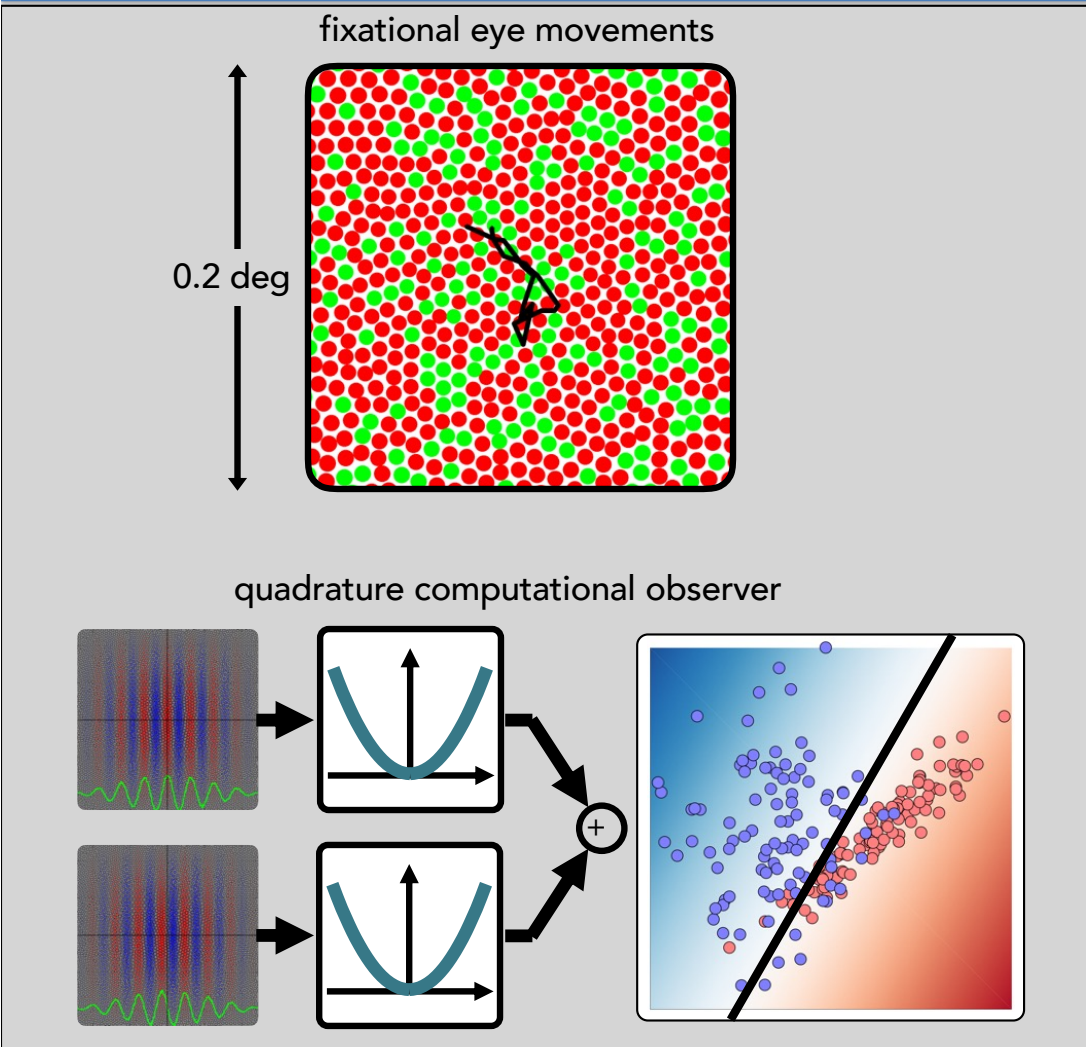 fixational eye movements
0.2 deg
quadrature computational observer
+